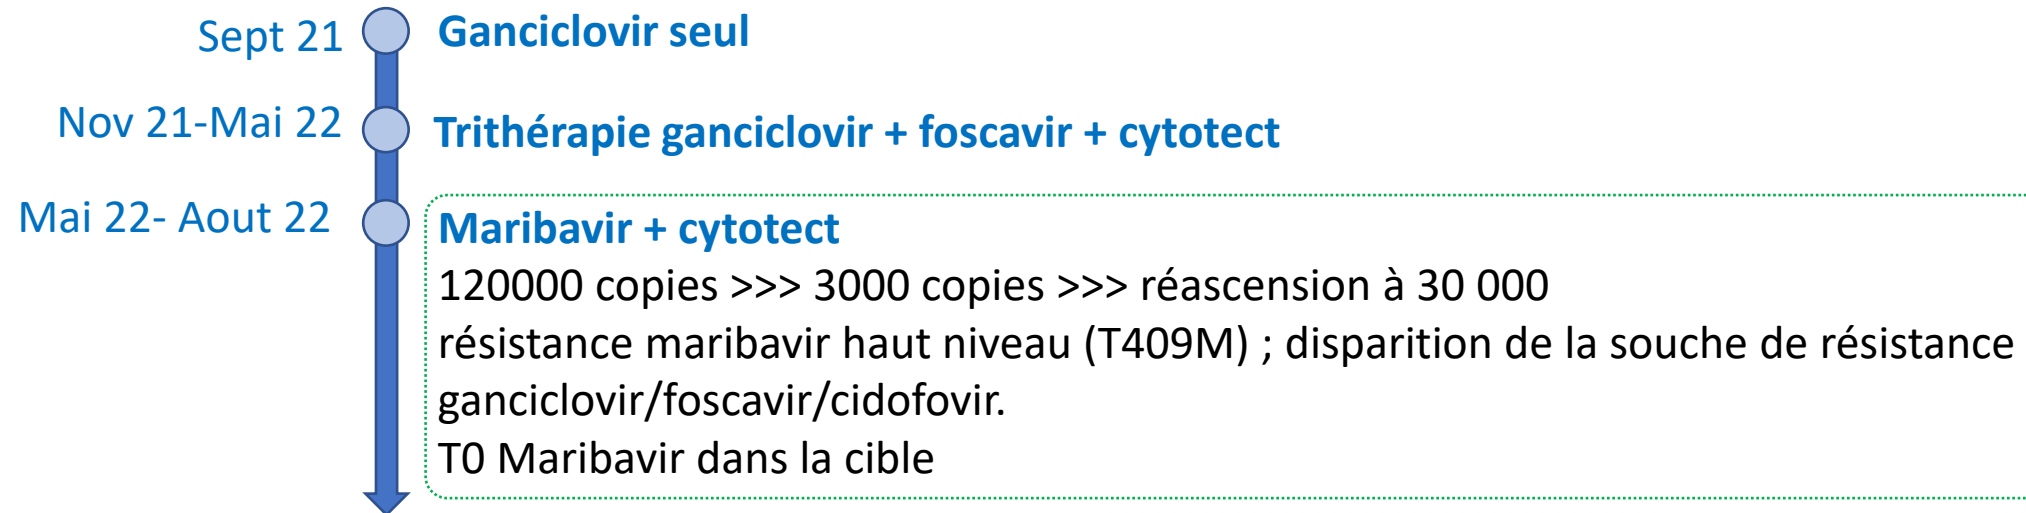 Sept 21
Ganciclovir seul
Nov 21-Mai 22
Trithérapie ganciclovir + foscavir + cytotect
Mai 22- Aout 22
Maribavir + cytotect
120000 copies >>> 3000 copies >>> réascension à 30 000
résistance maribavir haut niveau (T409M) ; disparition de la souche de résistance
ganciclovir/foscavir/cidofovir.
T0 Maribavir dans la cible